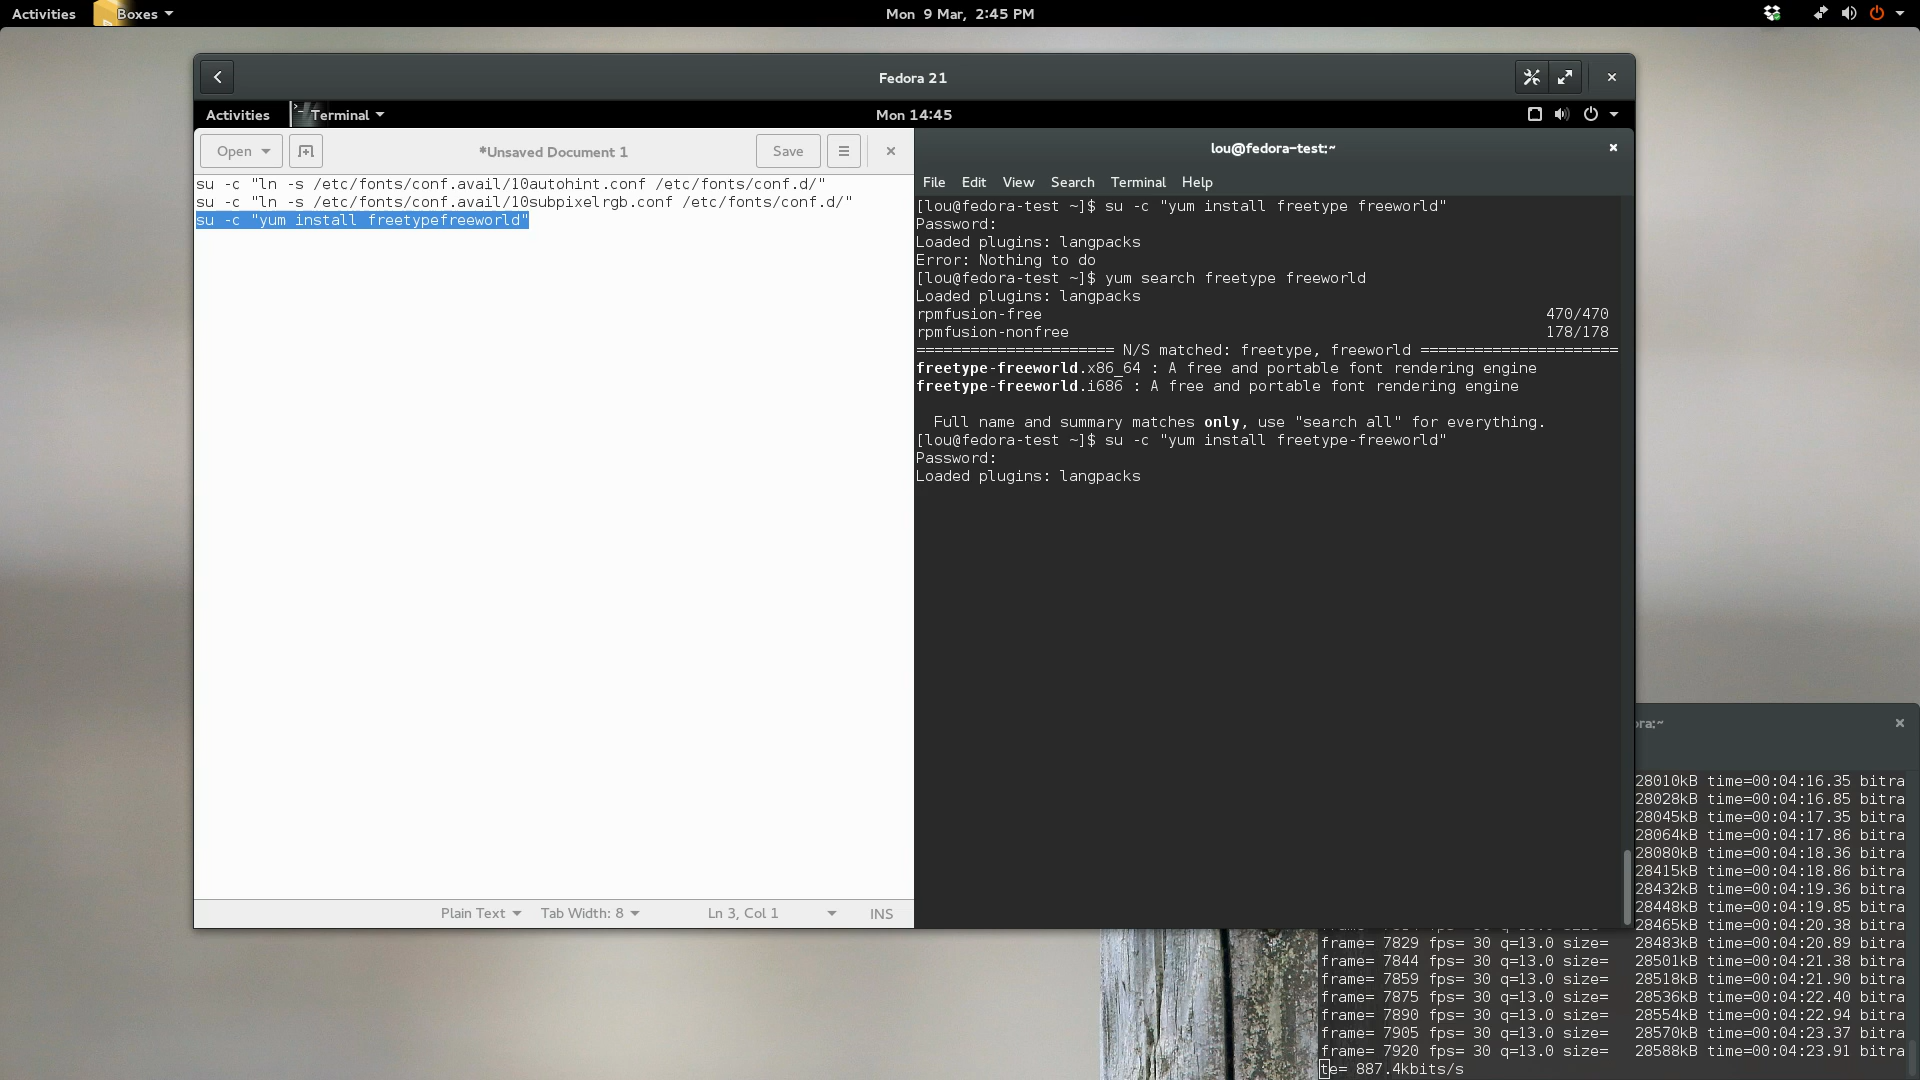 Activities Boxes Mon 9 Mar, 2:45 PM
Fedora 21
Activities Terminal Mon 14:45
Open *Unsaved Document 1 Save
su -c "ln -s /etc/fonts/conf.avail/10autohint.conf /etc/fonts/conf.d/"
su -c "ln -s /etc/fonts/conf.avail/10subpixelrgb.conf /etc/fonts/conf.d/"
su -c "yum install freetypefreeworld"
Plain Text Tab Width: 8 Ln 3, Col 1 INS
lou@fedora-test:~
File Edit View Search Terminal Help
[lou@fedora-test ~]$ su -c "yum install freetype freeworld"
Password:
Loaded plugins: langpacks
Error: Nothing to do
[lou@fedora-test ~]$ yum search freetype freeworld
Loaded plugins: langpacks
rpmfusion-free 470/470
rpmfusion-nonfree 178/178
====================== N/S matched: freetype, freeworld ======================
freetype-freeworld.x86_64 : A free and portable font rendering engine
freetype-freeworld.i686 : A free and portable font rendering engine
Full name and summary matches only, use "search all" for everything.
[lou@fedora-test ~]$ su -c "yum install freetype-freeworld"
Password:
Loaded plugins: langpacks
ora:~
28010kB time=00:04:16.35 bitra
28028kB time=00:04:16.85 bitra
28045kB time=00:04:17.35 bitra
28064kB time=00:04:17.86 bitra
28080kB time=00:04:18.36 bitra
28415kB time=00:04:18.86 bitra
28432kB time=00:04:19.36 bitra
28448kB time=00:04:19.85 bitra
28465kB time=00:04:20.38 bitra
frame= 7829 fps= 30 q=13.0 size= 28483kB time=00:04:20.89 bitra
frame= 7844 fps= 30 q=13.0 size= 28501kB time=00:04:21.38 bitra
frame= 7859 fps= 30 q=13.0 size= 28518kB time=00:04:21.90 bitra
frame= 7875 fps= 30 q=13.0 size= 28536kB time=00:04:22.40 bitra
frame= 7890 fps= 30 q=13.0 size= 28554kB time=00:04:22.94 bitra
frame= 7905 fps= 30 q=13.0 size= 28570kB time=00:04:23.37 bitra
frame= 7920 fps= 30 q=13.0 size= 28588kB time=00:04:23.91 bitra
te= 887.4kbits/s